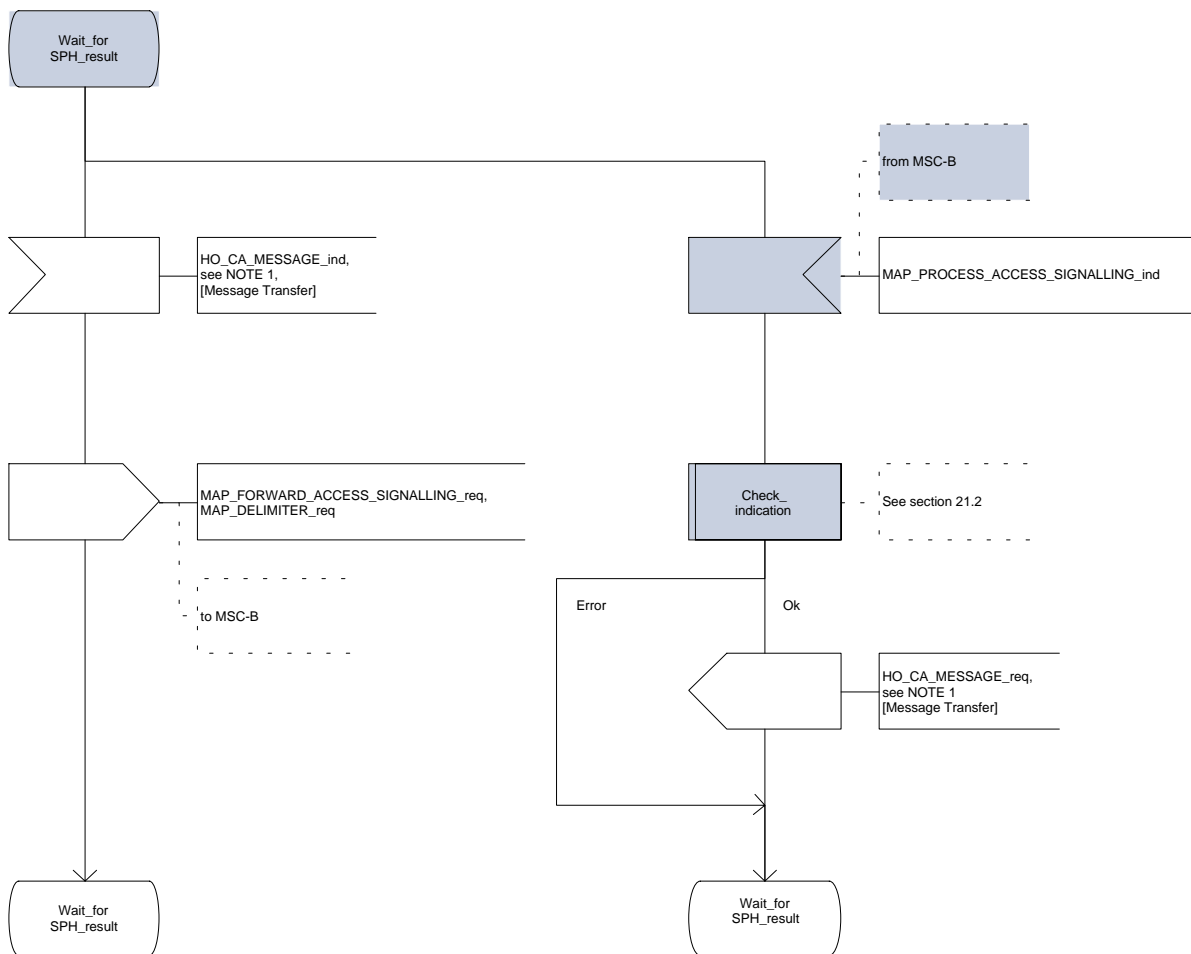 Wait_for
SPH_result
from MSC-B
HO_CA_MESSAGE_ind,
see NOTE 1,
[Message Transfer]
MAP_PROCESS_ACCESS_SIGNALLING_ind
MAP_FORWARD_ACCESS_SIGNALLING_req,
MAP_DELIMITER_req
Check_
indication
See section 21.2
to MSC-B
Error
Ok
HO_CA_MESSAGE_req,
see NOTE 1
[Message Transfer]
Wait_for
SPH_result
Wait_for
SPH_result